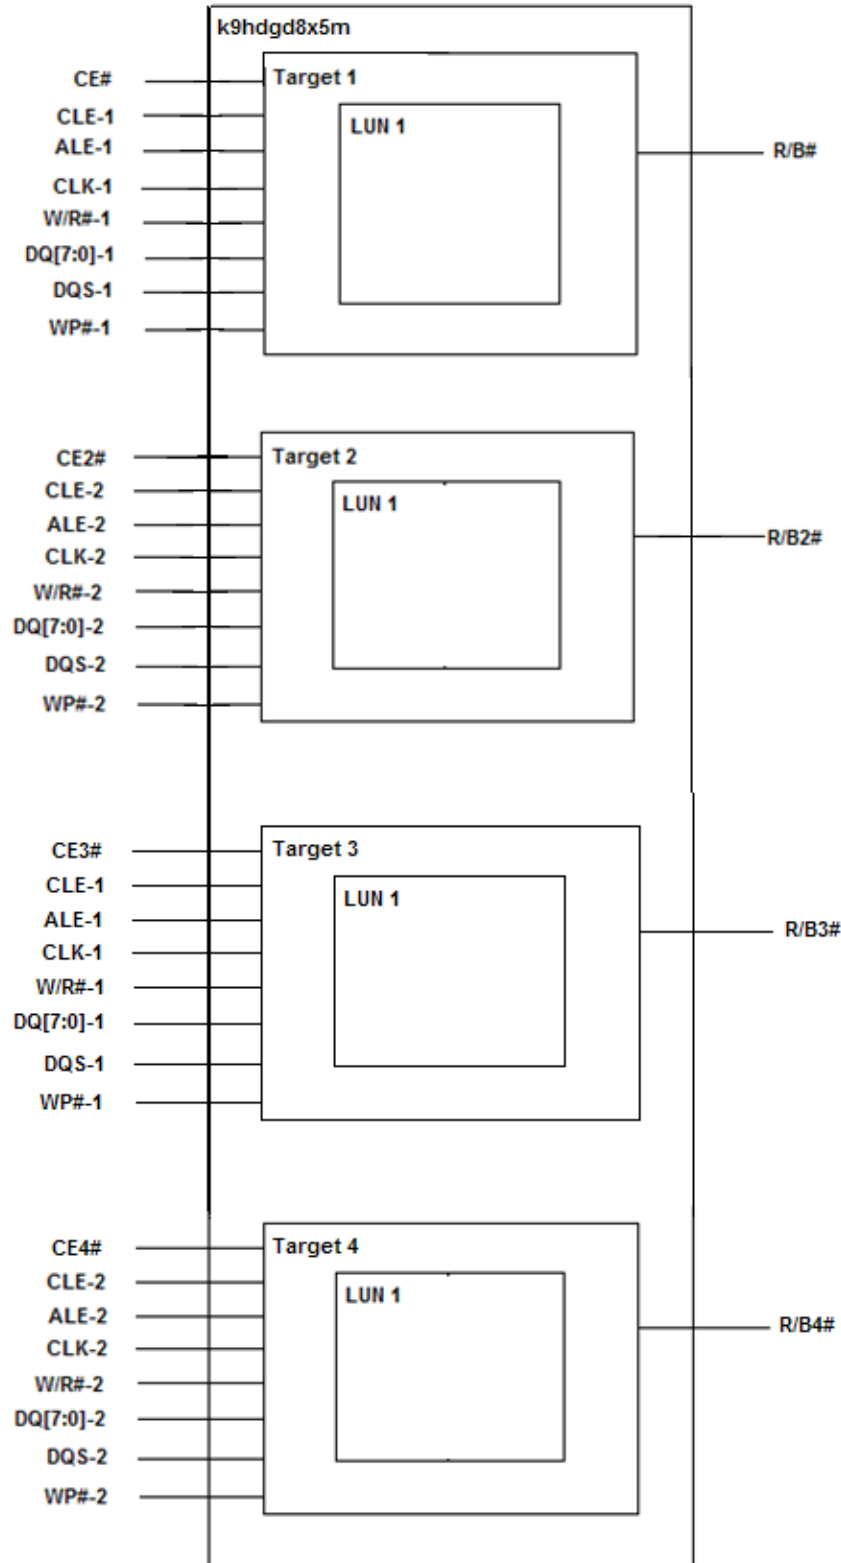 k9hdgd8x5m
CE#
Target 1
CLE-1
LUN 1
ALE-1
R/B#
CLK-1
W/R#-1
DQ[7:0]-1
DQS-1
WP#-1
CE2#
Target 2
CLE-2
LUN 1
ALE-2
R/B2#
CLK-2
W/R#-2
DQ[7:0]-2
DQS-2
WP#-2
CE3#
Target 3
CLE-1
LUN 1
ALE-1
R/B3#
CLK-1
W/R#-1
DQ[7:0]-1
DQS-1
WP#-1
CE4#
Target 4
CLE-2
LUN 1
ALE-2
R/B4#
CLK-2
W/R#-2
DQ[7:0]-2
DQS-2
WP#-2